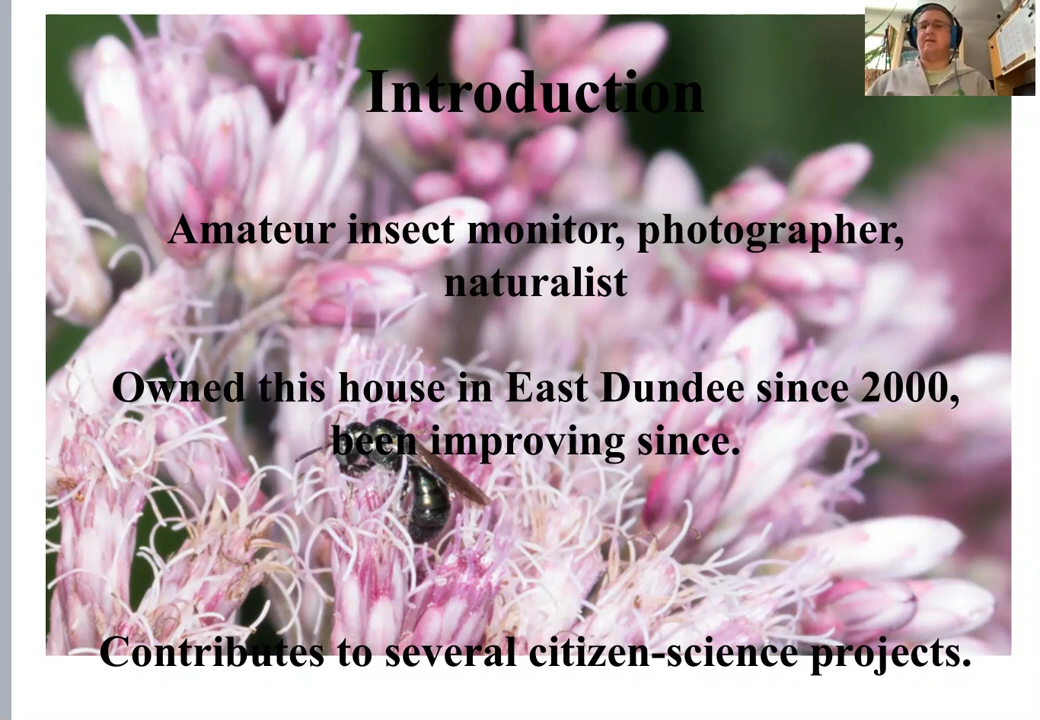 Introduction
Amateur insect monitor, photographer,
naturalist
Owned this house in East Dundee since 2000,
been improving since.
Contributes to several citizen-science projects.